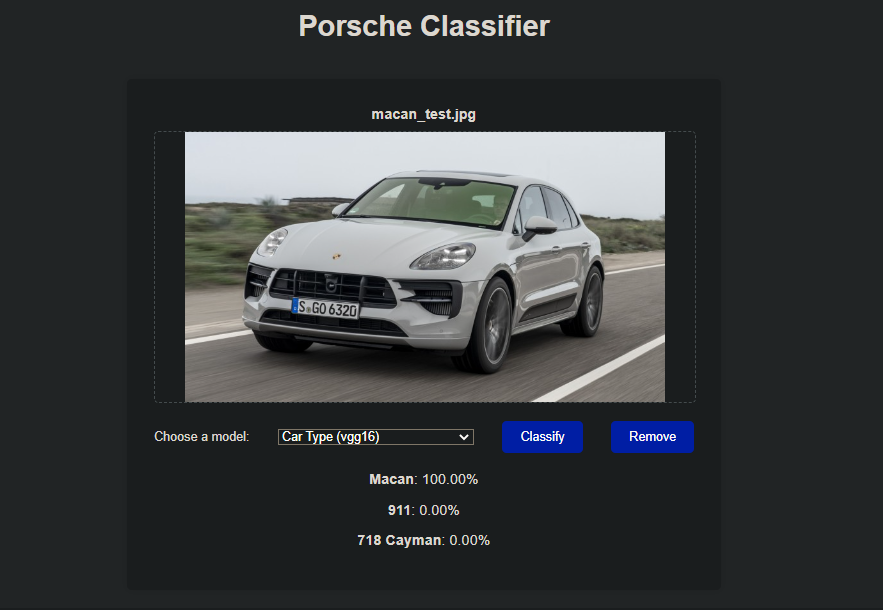 Porsche Classifier
macan_test.jpg
S GO 6320
Choose a model: Car Type (vgg16) Classify Remove
Macan: 100.00%
911: 0.00%
718 Cayman: 0.00%